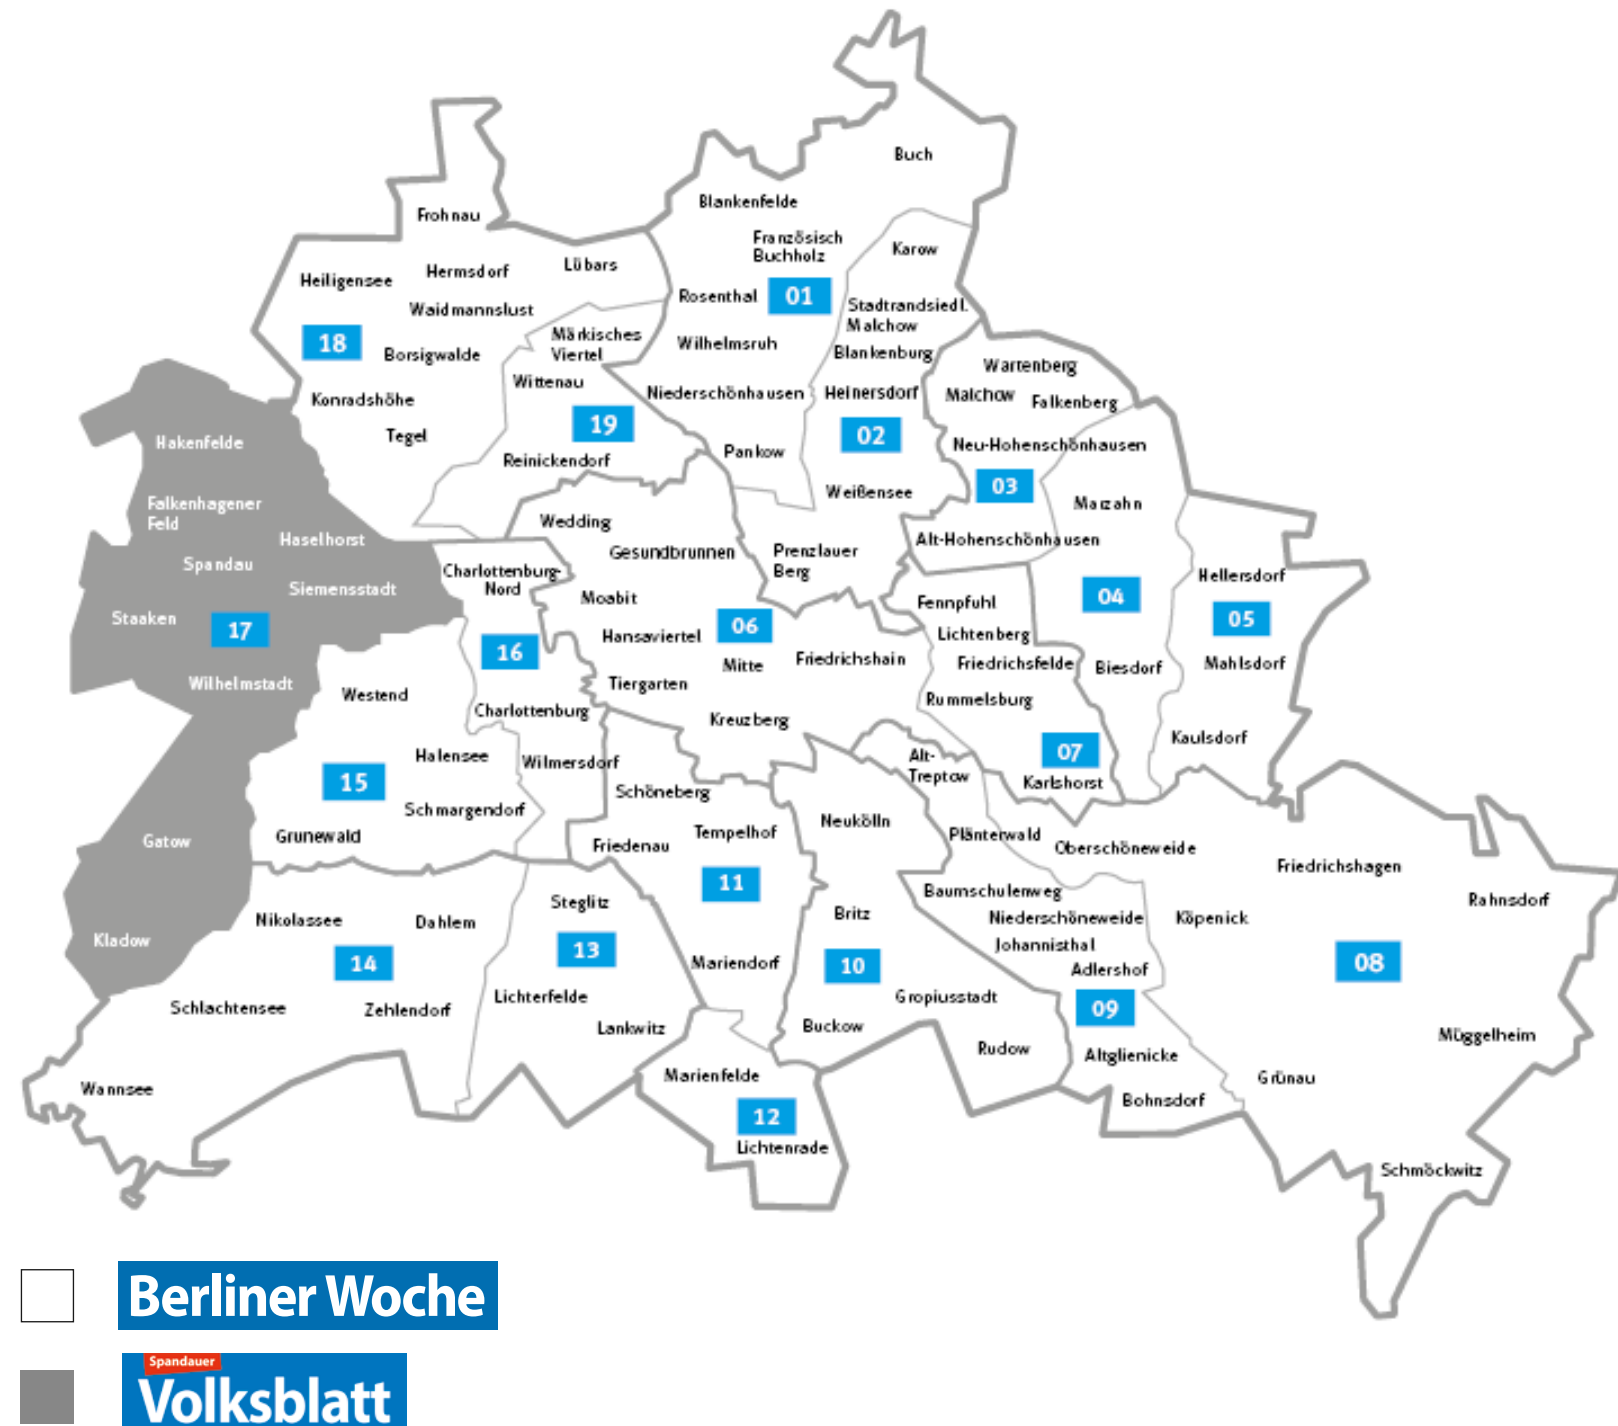 Buch
Blankenfelde
Frohnau
Französisch
Buchholz
Karow
Lübars
Hermsdorf
Heiligensee
Rosenthal
01
Stadtrandsiedl.
Malchow
Waidmannslust
Märkisches
Viertel
18
Wilhelmsruh
Borsigwalde
Blankenburg
Wartenberg
Wittenau
Niederschönhausen
Heinersdorf
Malchow
Falkenberg
Konradshöhe
19
02
Tegel
Hakenfelde
Neu-Hohenschönhausen
Pankow
Reinickendorf
03
Weißensee
Marzahn
Falkenhagener
Feld
Wedding
Haselhorst
Alt-Hohenschönhausen
Gesundbrunnen
Prenzlauer
Berg
Spandau
Charlottenburg-
Nord
Hellersdorf
Siemensstadt
Moabit
04
Fennpfuhl
Staaken
17
05
06
Hansaviertel
Lichtenberg
16
Mitte
Friedrichshain
Friedrichsfelde
Biesdorf
Mahlsdorf
Wilhelmstadt
Tiergarten
Westend
Rummelsburg
Charlottenburg
Kreuzberg
Kaulsdorf
07
Halensee
Wilmersdorf
Alt-
Treptow
15
Karlshorst
Schöneberg
Schmargendorf
Neukölln
Grunewald
Tempelhof
Plänterwald
Gatow
Friedenau
Oberschöneweide
Friedrichshagen
11
Baumschulenweg
Rahnsdorf
Steglitz
Nikolassee
Dahlem
Britz
Niederschöneweide
Köpenick
Kladow
Johannisthal
13
14
Mariendorf
10
08
Adlershof
Lichterfelde
Gropiusstadt
09
Schlachtensee
Zehlendorf
Lankwitz
Buckow
Müggelheim
Rudow
Altglienicke
Marienfelde
Grünau
Wannsee
Bohnsdorf
12
Lichtenrade
Schmöckwitz
Berliner Woche
Spandauer
Volksblatt